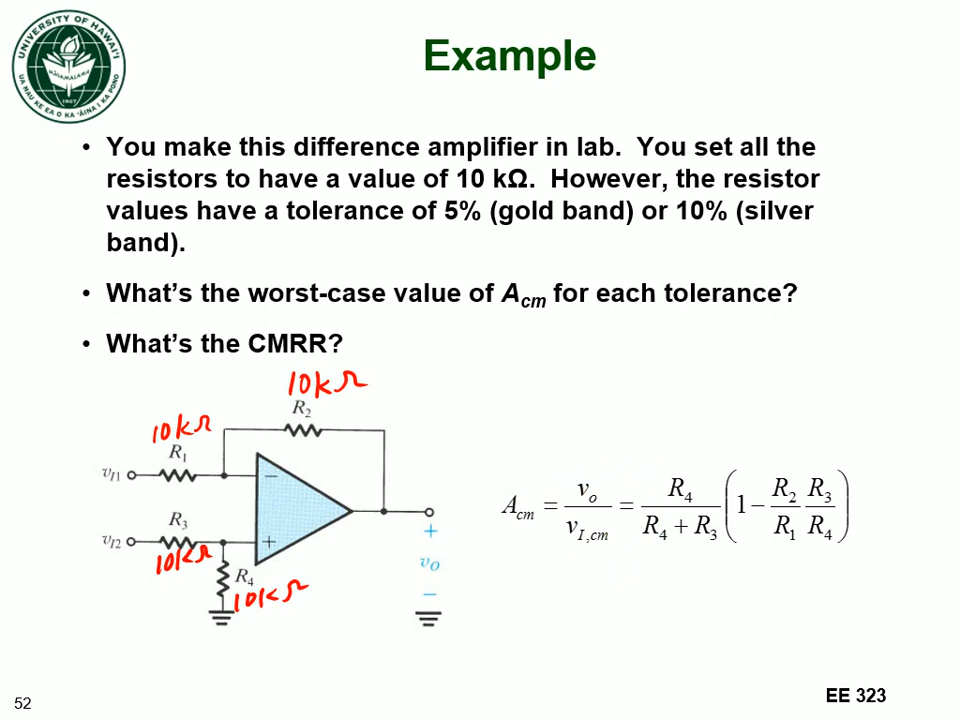 UNIVERSITY OF HAWAI'I
UA MAU KE EA O KA 'ĀINA I KA PONO
MĀLAMALAMA
1907
Example
• You make this difference amplifier in lab. You set all the
resistors to have a value of 10 kΩ. However, the resistor
values have a tolerance of 5% (gold band) or 10% (silver
band).
• What's the worst-case value of Acm for each tolerance?
• What's the CMRR?
10kΩ
R2
10kΩ
R1
vI1
−
R3
vI2
+
10kΩ
R4
10kΩ
+
vO
−
Acm = vo / vI,cm = R4 / (R4 + R3) (1 − R2/R1 R3/R4)
52
EE 323